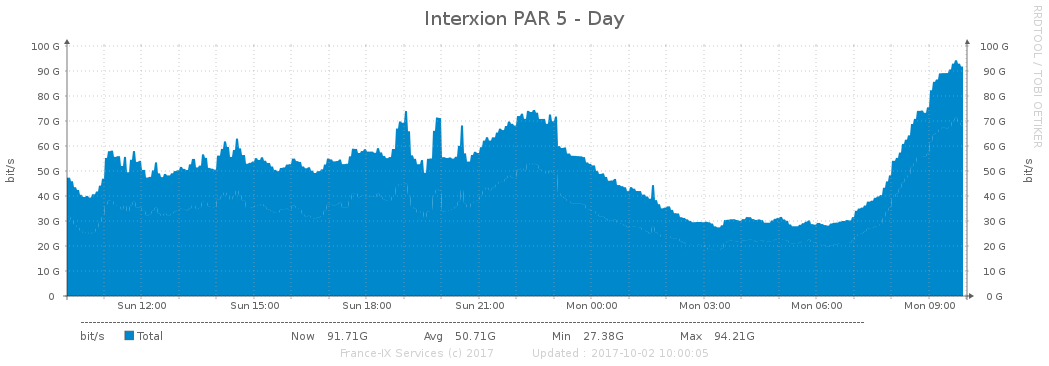 Interxion PAR 5 - Day
RRDTOOL / TOBI OETIKER
bit/s
100 G
90 G
80 G
70 G
60 G
50 G
40 G
30 G
20 G
10 G
0
100 G
90 G
80 G
70 G
60 G
50 G
40 G
30 G
20 G
10 G
0 G
bit/s
Sun 12:00 Sun 15:00 Sun 18:00 Sun 21:00 Mon 00:00 Mon 03:00 Mon 06:00 Mon 09:00
bit/s Total Now 91.71G Avg 50.71G Min 27.38G Max 94.21G
France-IX Services (c) 2017 Updated : 2017-10-02 10:00:05